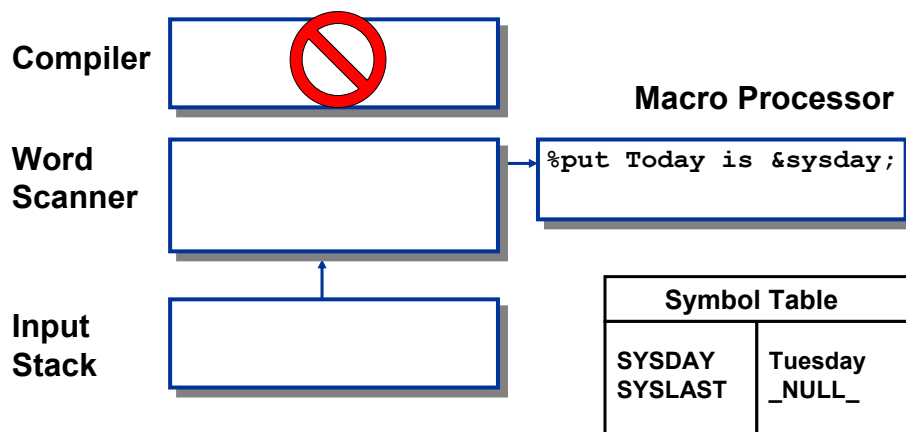 Compiler
Macro Processor
Word
Scanner
%put Today is &sysday;
Input
Stack
Symbol Table
SYSDAY Tuesday
SYSLAST _NULL_